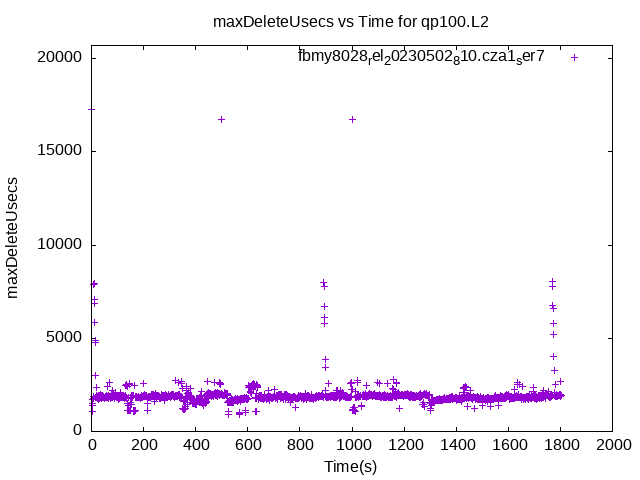 maxDeleteUsecs vs Time for qp100.L2
fbmy8028rel20230502810.cza1ser7
20000
15000
10000
5000
0
maxDeleteUsecs
0 200 400 600 800 1000 1200 1400 1600 1800 2000
Time(s)